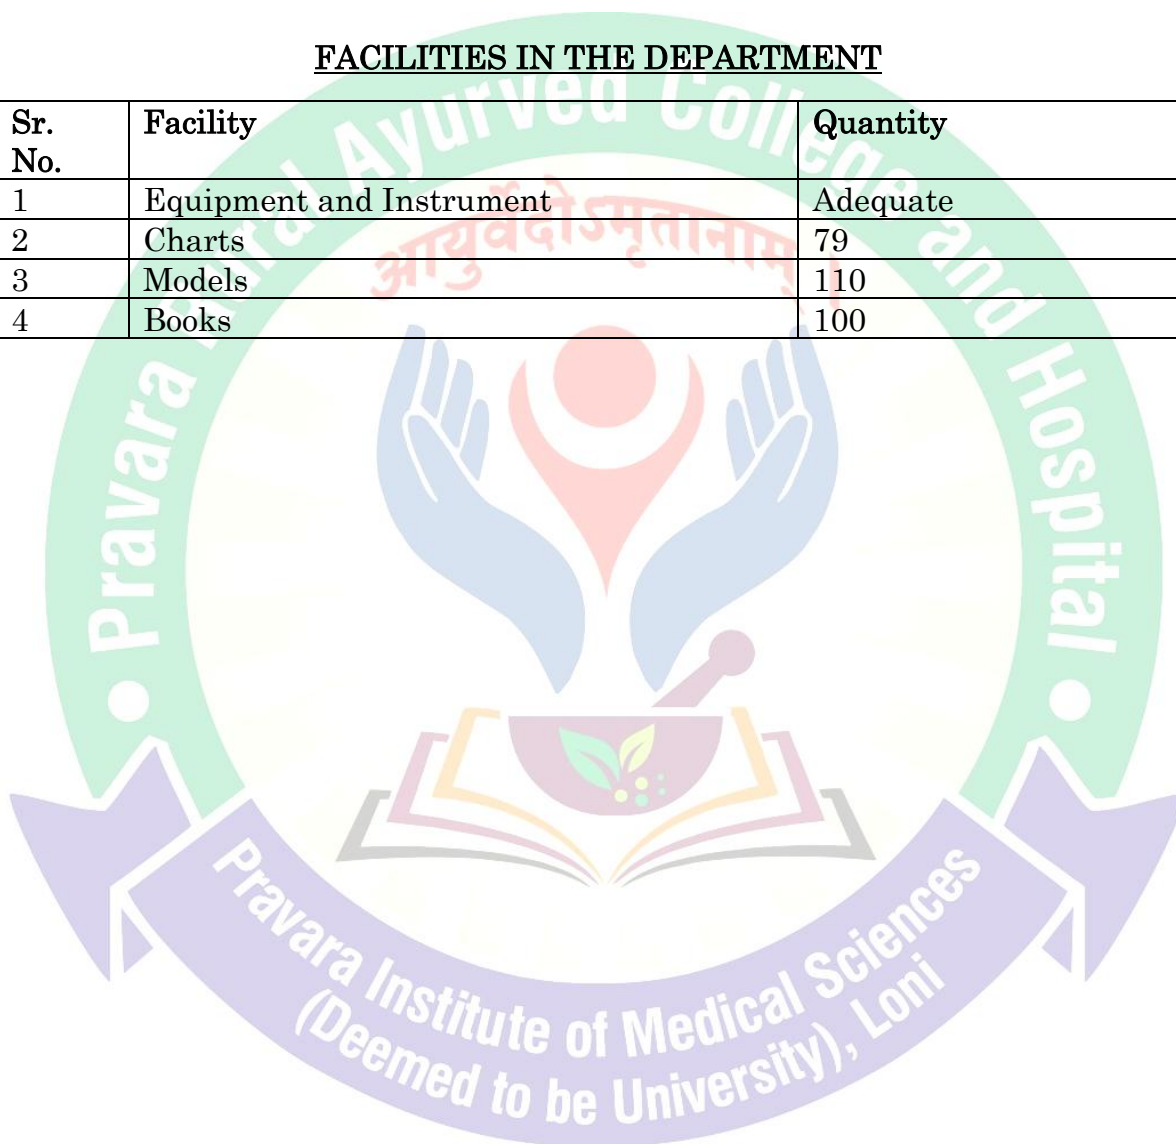 FACILITIES IN THE DEPARTMENT
Sr. No. Facility Quantity
1 Equipment and Instrument Adequate
2 Charts 79
3 Models 110
4 Books 100
Pravara Rural Ayurved College and Hospital
आयुर्वेदोऽमृतानाम् ।
Pravara Institute of Medical Sciences
(Deemed to be University), Loni